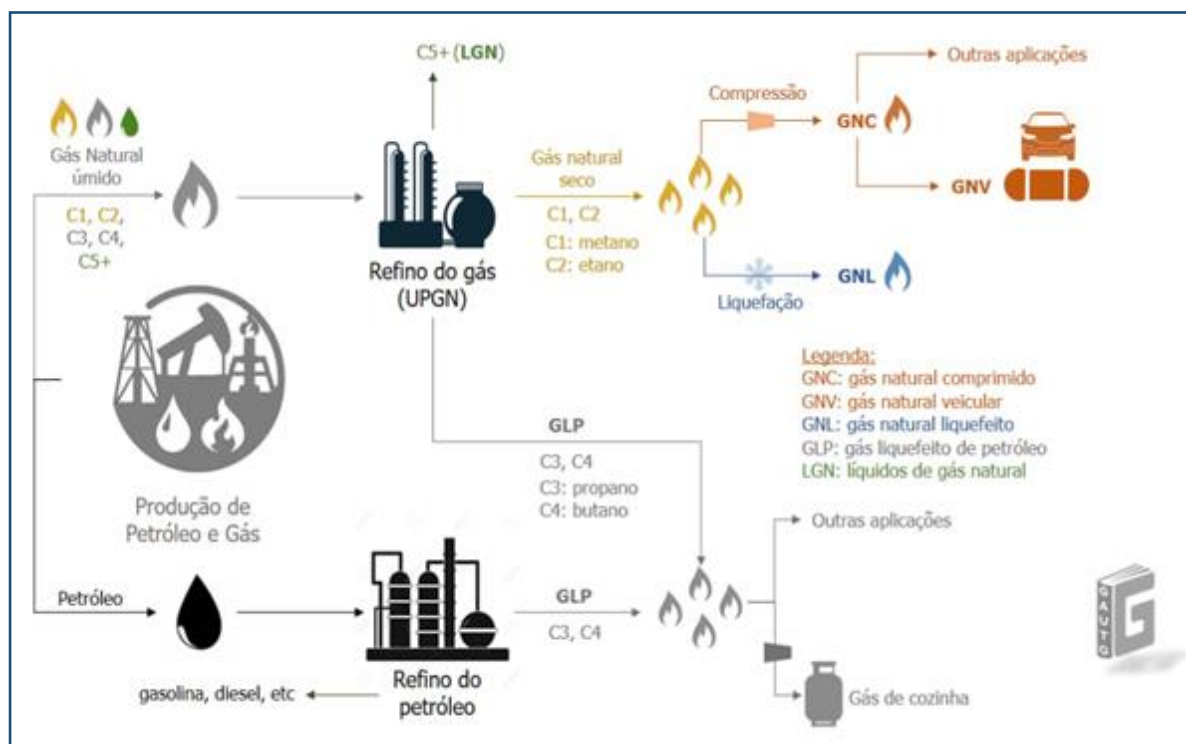 C5+ (LGN)
Outras aplicações
Compressão
GNC
Gás Natural
úmido
C1, C2,
C3, C4,
C5+
Gás natural
seco
C1, C2
C1: metano
C2: etano
GNV
Refino do gás
(UPGN)
Liquefação
GNL
Legenda:
GNC: gás natural comprimido
GNV: gás natural veicular
GNL: gás natural liquefeito
GLP: gás liquefeito de petróleo
LGN: líquidos de gás natural
GLP
C3, C4
C3: propano
C4: butano
Produção de
Petróleo e Gás
Outras aplicações
Petróleo
GLP
C3, C4
GAUTG
G
gasolina, diesel, etc
Refino do
petróleo
Gás de cozinha